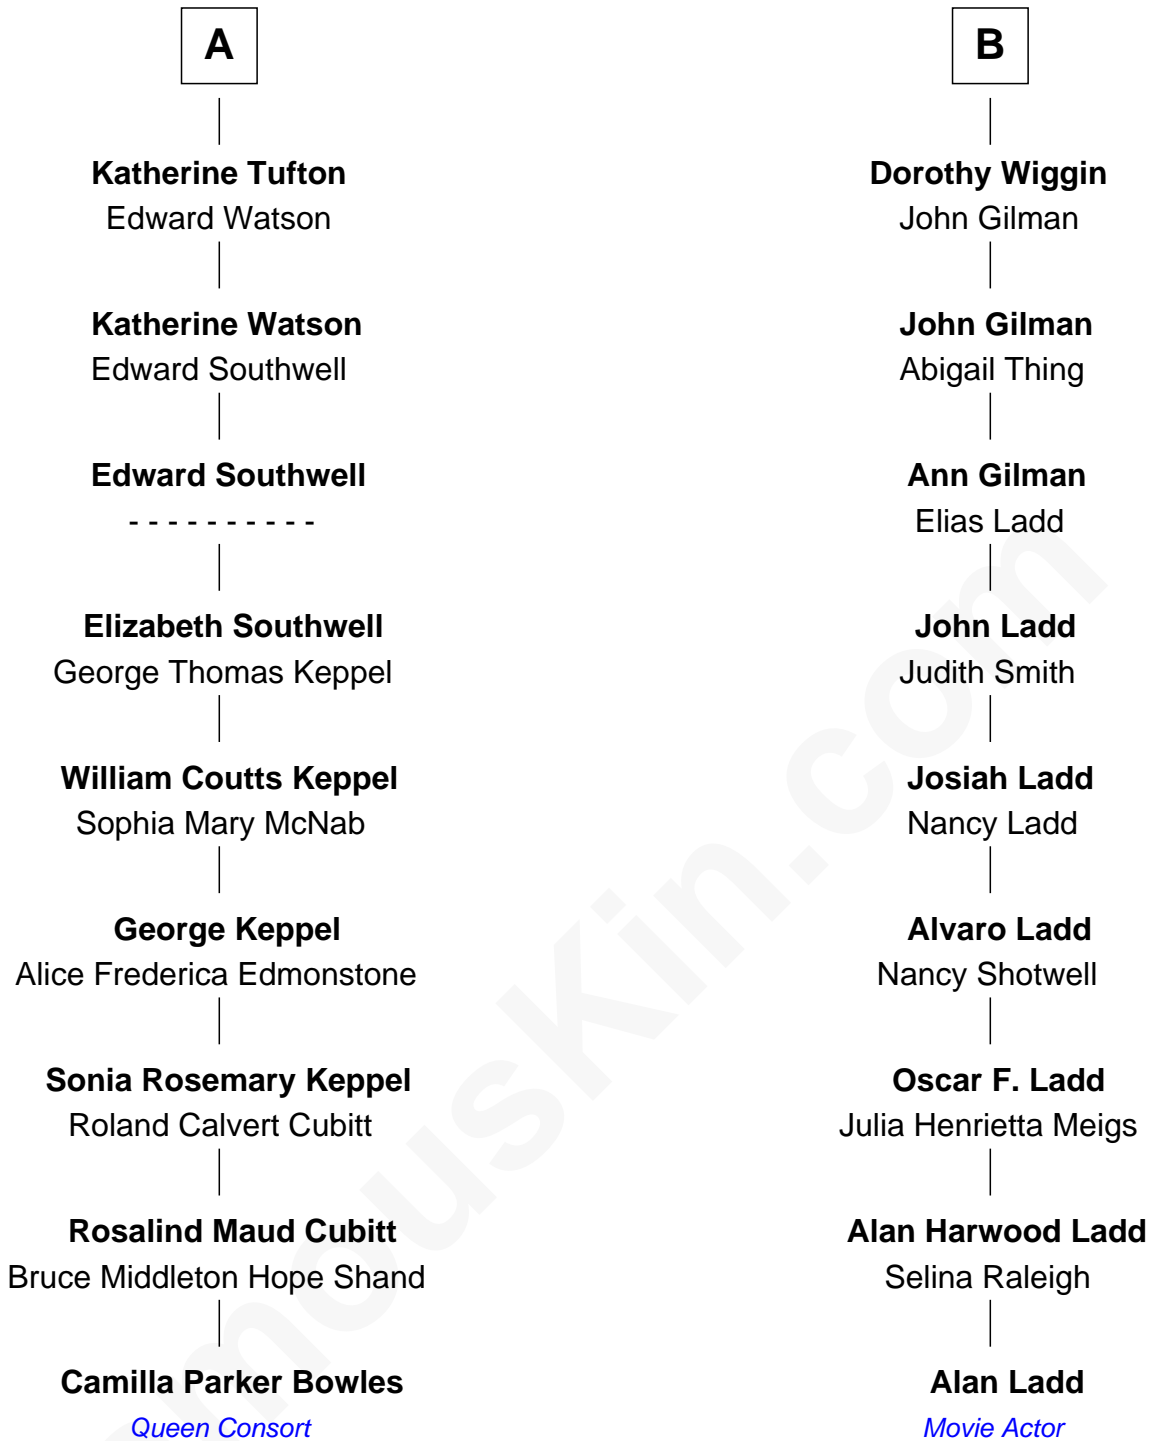 A
Katherine Tufton
Edward Watson
Katherine Watson
Edward Southwell
Edward Southwell
- - - - - - - - - -
Elizabeth Southwell
George Thomas Keppel
William Coutts Keppel
Sophia Mary McNab
George Keppel
Alice Frederica Edmonstone
Sonia Rosemary Keppel
Roland Calvert Cubitt
Rosalind Maud Cubitt
Bruce Middleton Hope Shand
Camilla Parker Bowles
Queen Consort
B
Dorothy Wiggin
John Gilman
John Gilman
Abigail Thing
Ann Gilman
Elias Ladd
John Ladd
Judith Smith
Josiah Ladd
Nancy Ladd
Alvaro Ladd
Nancy Shotwell
Oscar F. Ladd
Julia Henrietta Meigs
Alan Harwood Ladd
Selina Raleigh
Alan Ladd
Movie Actor
mousKin.com